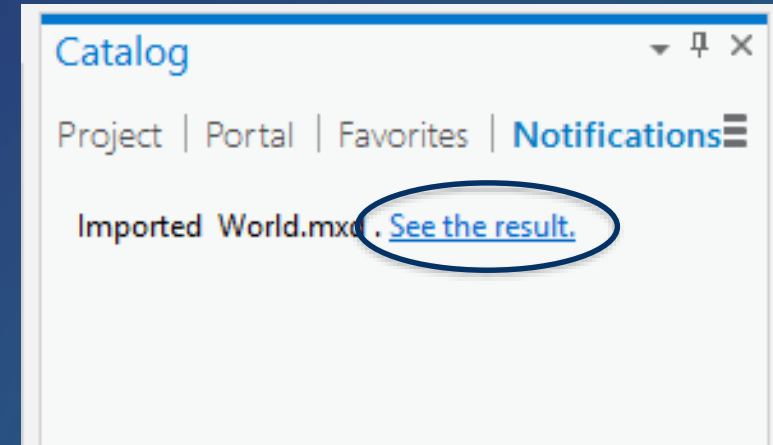 Catalog
Project | Portal | Favorites | Notifications
Imported World.mxd . See the result.